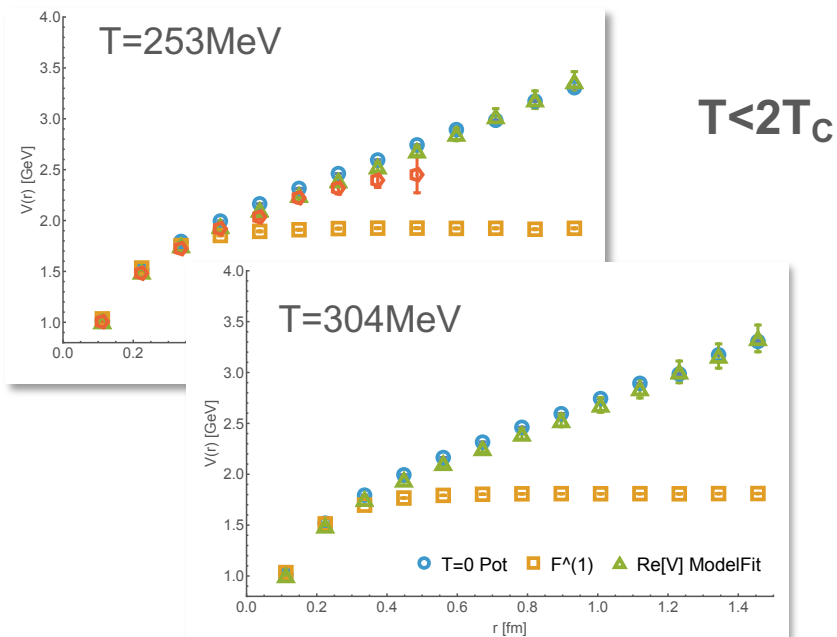 T=253MeV
T<2TC
V(r) [GeV]
4.0
3.5
3.0
2.5
2.0
1.5
1.0
0.0 0.2
T=304MeV
V(r) [GeV]
4.0
3.5
3.0
2.5
2.0
1.5
1.0
T=0 Pot F^(1) Re[V] ModelFit
0.0 0.2 0.4 0.6 0.8 1.0 1.2 1.4
r [fm]